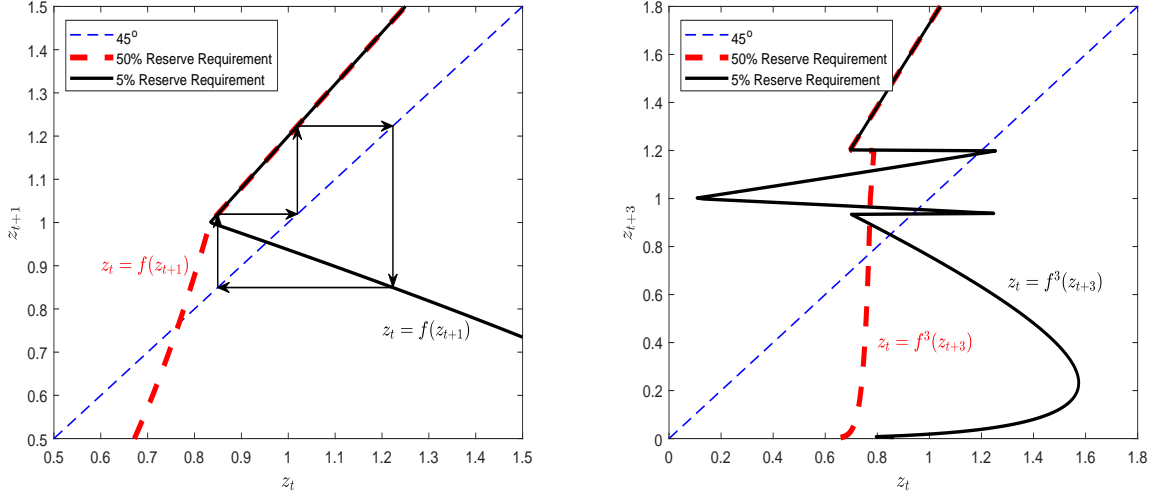 1.5
1.4
1.3
1.2
1.1
1
0.9
0.8
0.7
0.6
0.5
z_{t+1}
45°
50% Reserve Requirement
5% Reserve Requirement
z_t = f(z_{t+1})
z_t = f(z_{t+1})
0.5 0.6 0.7 0.8 0.9 1 1.1 1.2 1.3 1.4 1.5
z_t
1.8
1.6
1.4
1.2
1
0.8
0.6
0.4
0.2
0
z_{t+3}
45°
50% Reserve Requirement
5% Reserve Requirement
z_t = f^3(z_{t+3})
z_t = f^3(z_{t+3})
0 0.2 0.4 0.6 0.8 1 1.2 1.4 1.6 1.8
z_t